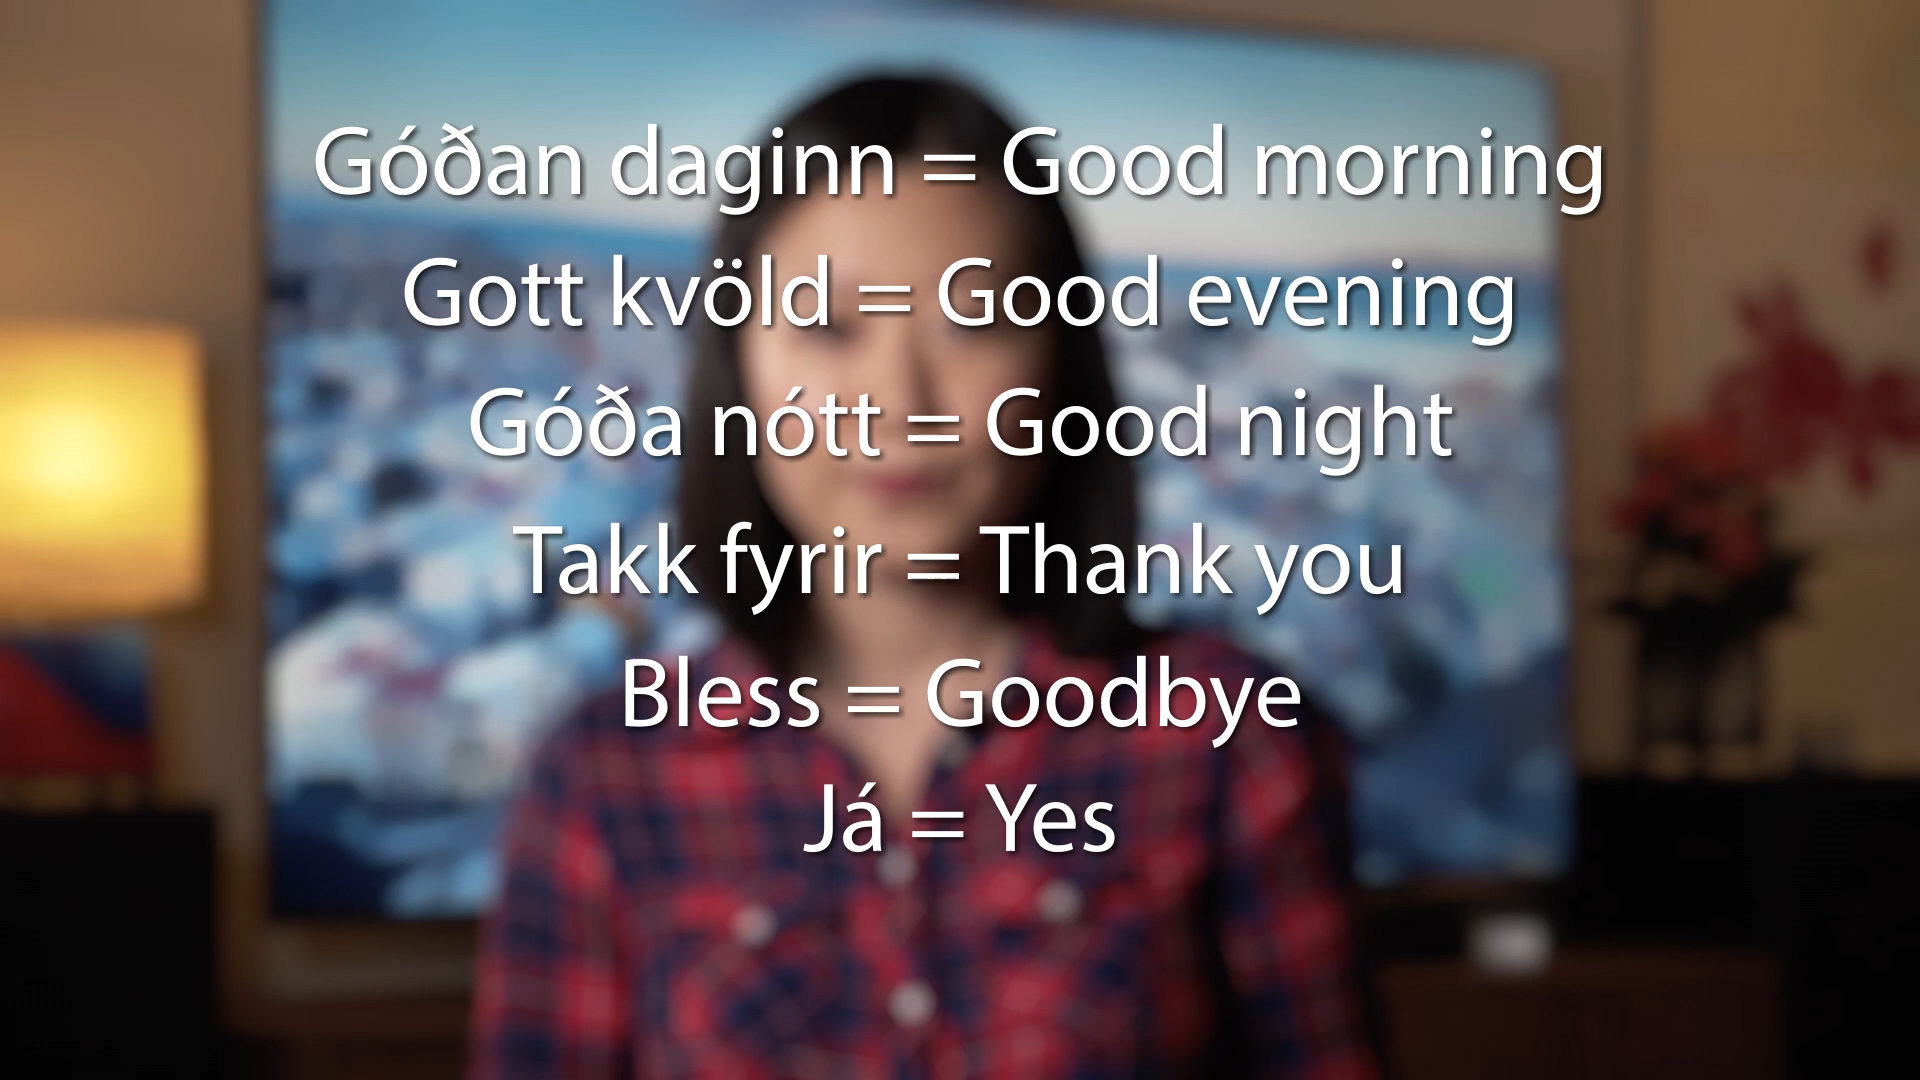 Góðan daginn = Good morning
Gott kvöld = Good evening
Góða nótt = Good night
Takk fyrir = Thank you
Bless = Goodbye
Já = Yes